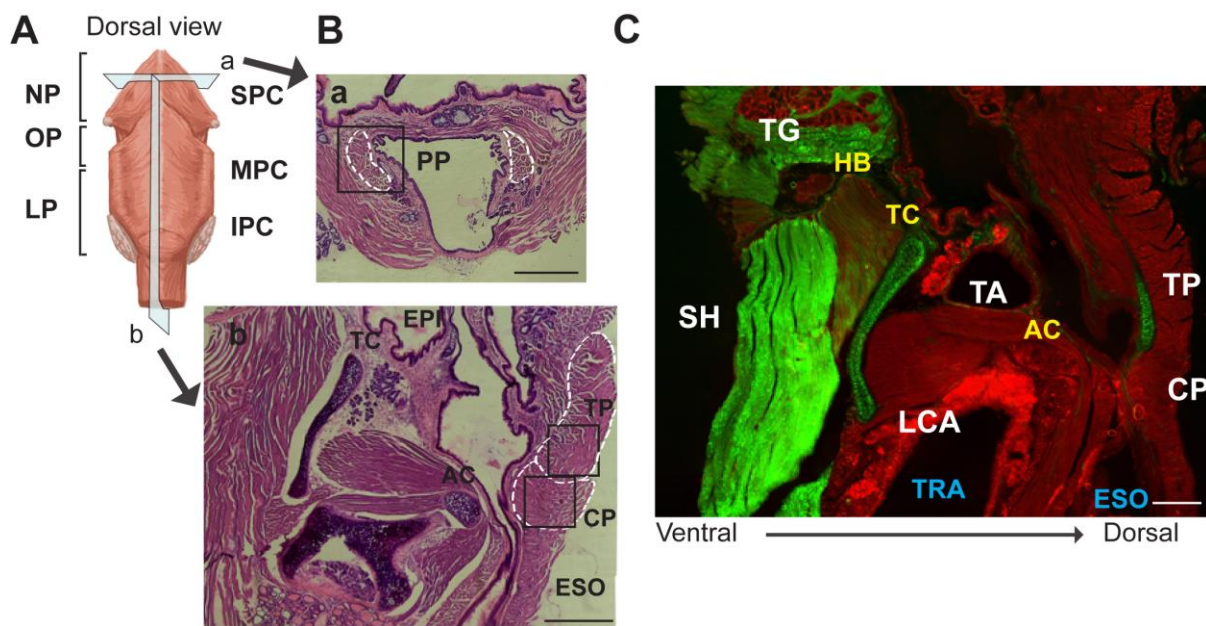 A
Dorsal view
a
NP
SPC
OP
MPC
LP
IPC
b
B
a
PP
b
EPI
TC
TP
AC
CP
ESO
C
TG
HB
TC
SH
TA
TP
AC
CP
LCA
TRA
ESO
Ventral
Dorsal